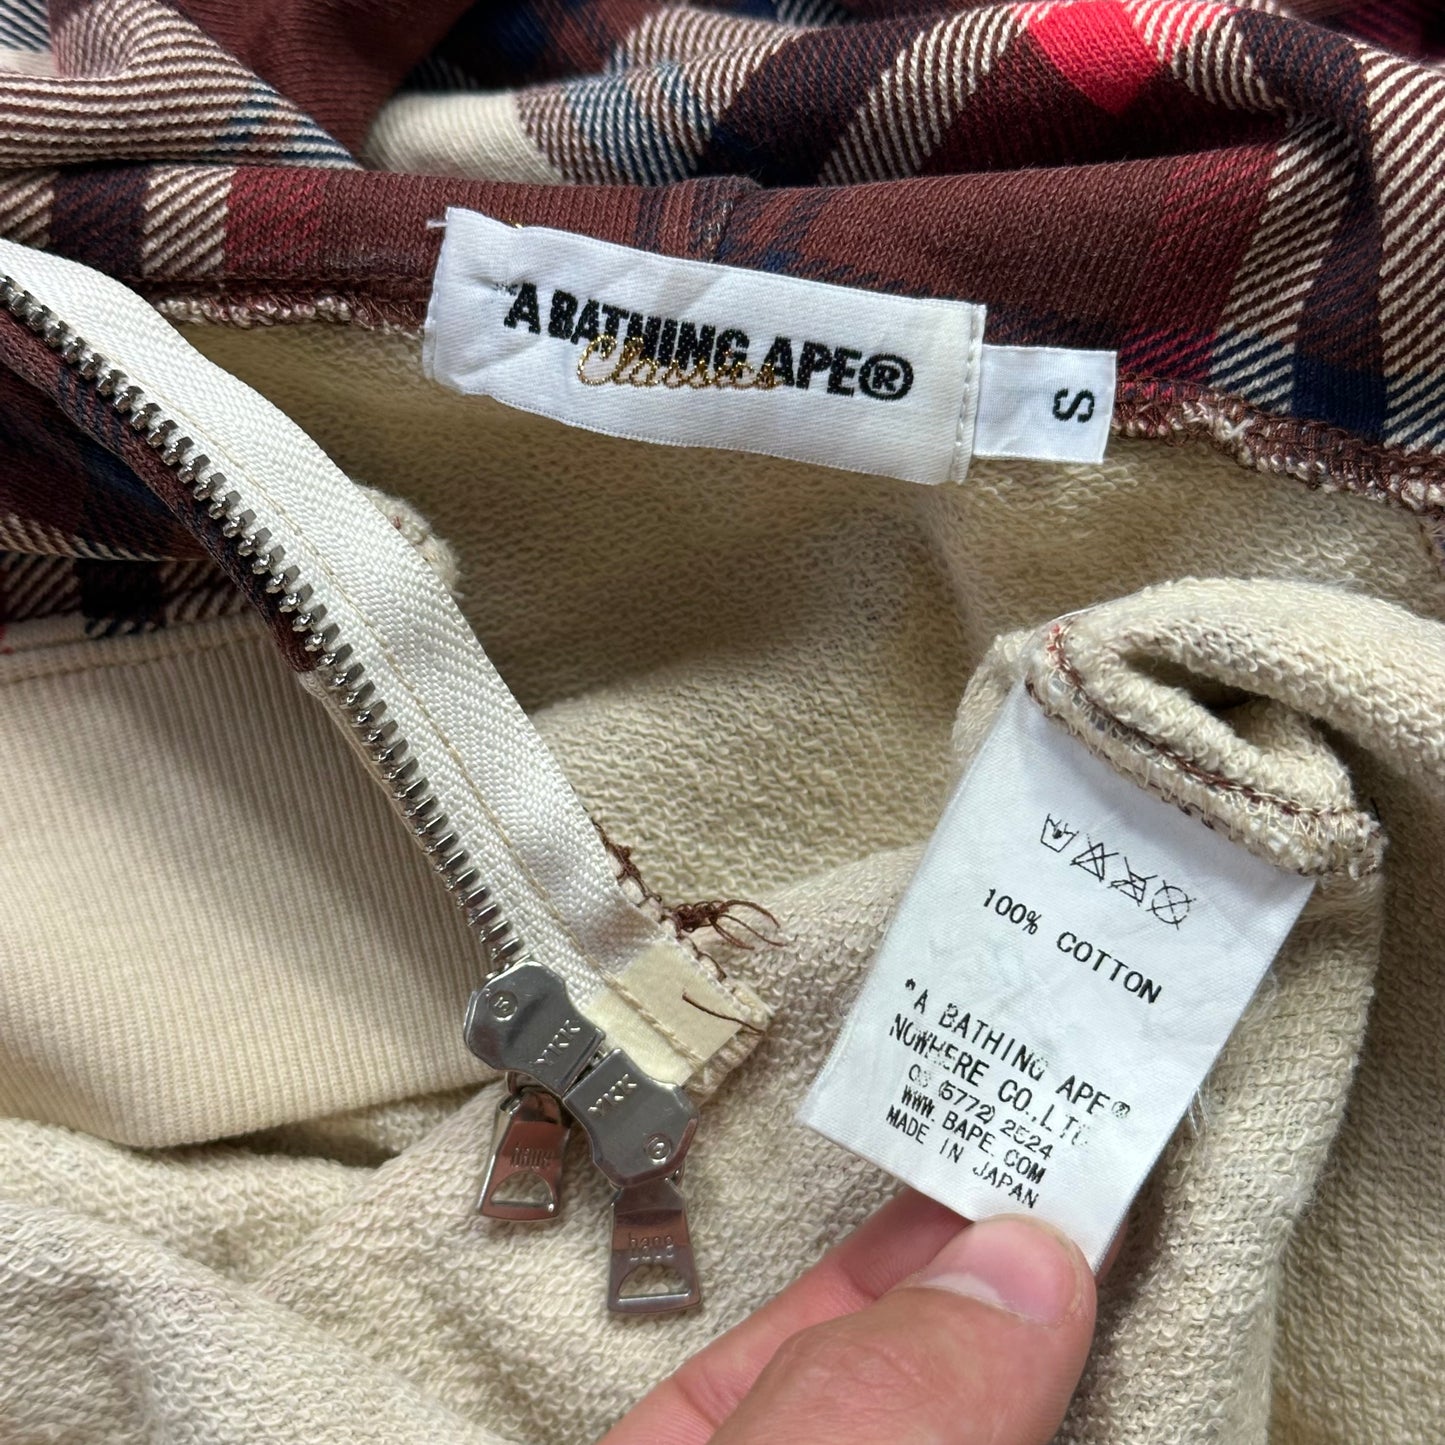 "A BATHING APE®
Classics
S
100% COTTON
"A BATHING APE®
NOWHERE CO.,LTD
03 (5772) 2524
WWW.BAPE.COM
MADE IN JAPAN
YKK
YKK
bape
bape